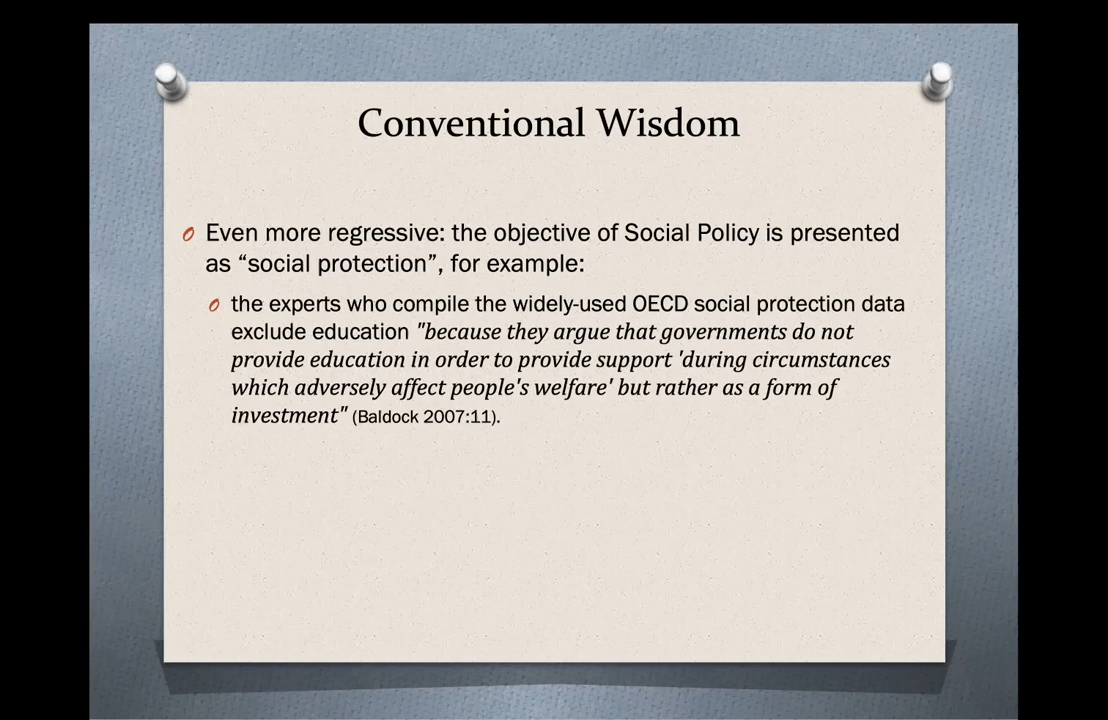 Conventional Wisdom
Even more regressive: the objective of Social Policy is presented
as “social protection”, for example:
the experts who compile the widely-used OECD social protection data
exclude education "because they argue that governments do not
provide education in order to provide support 'during circumstances
which adversely affect people's welfare' but rather as a form of
investment" (Baldock 2007:11).